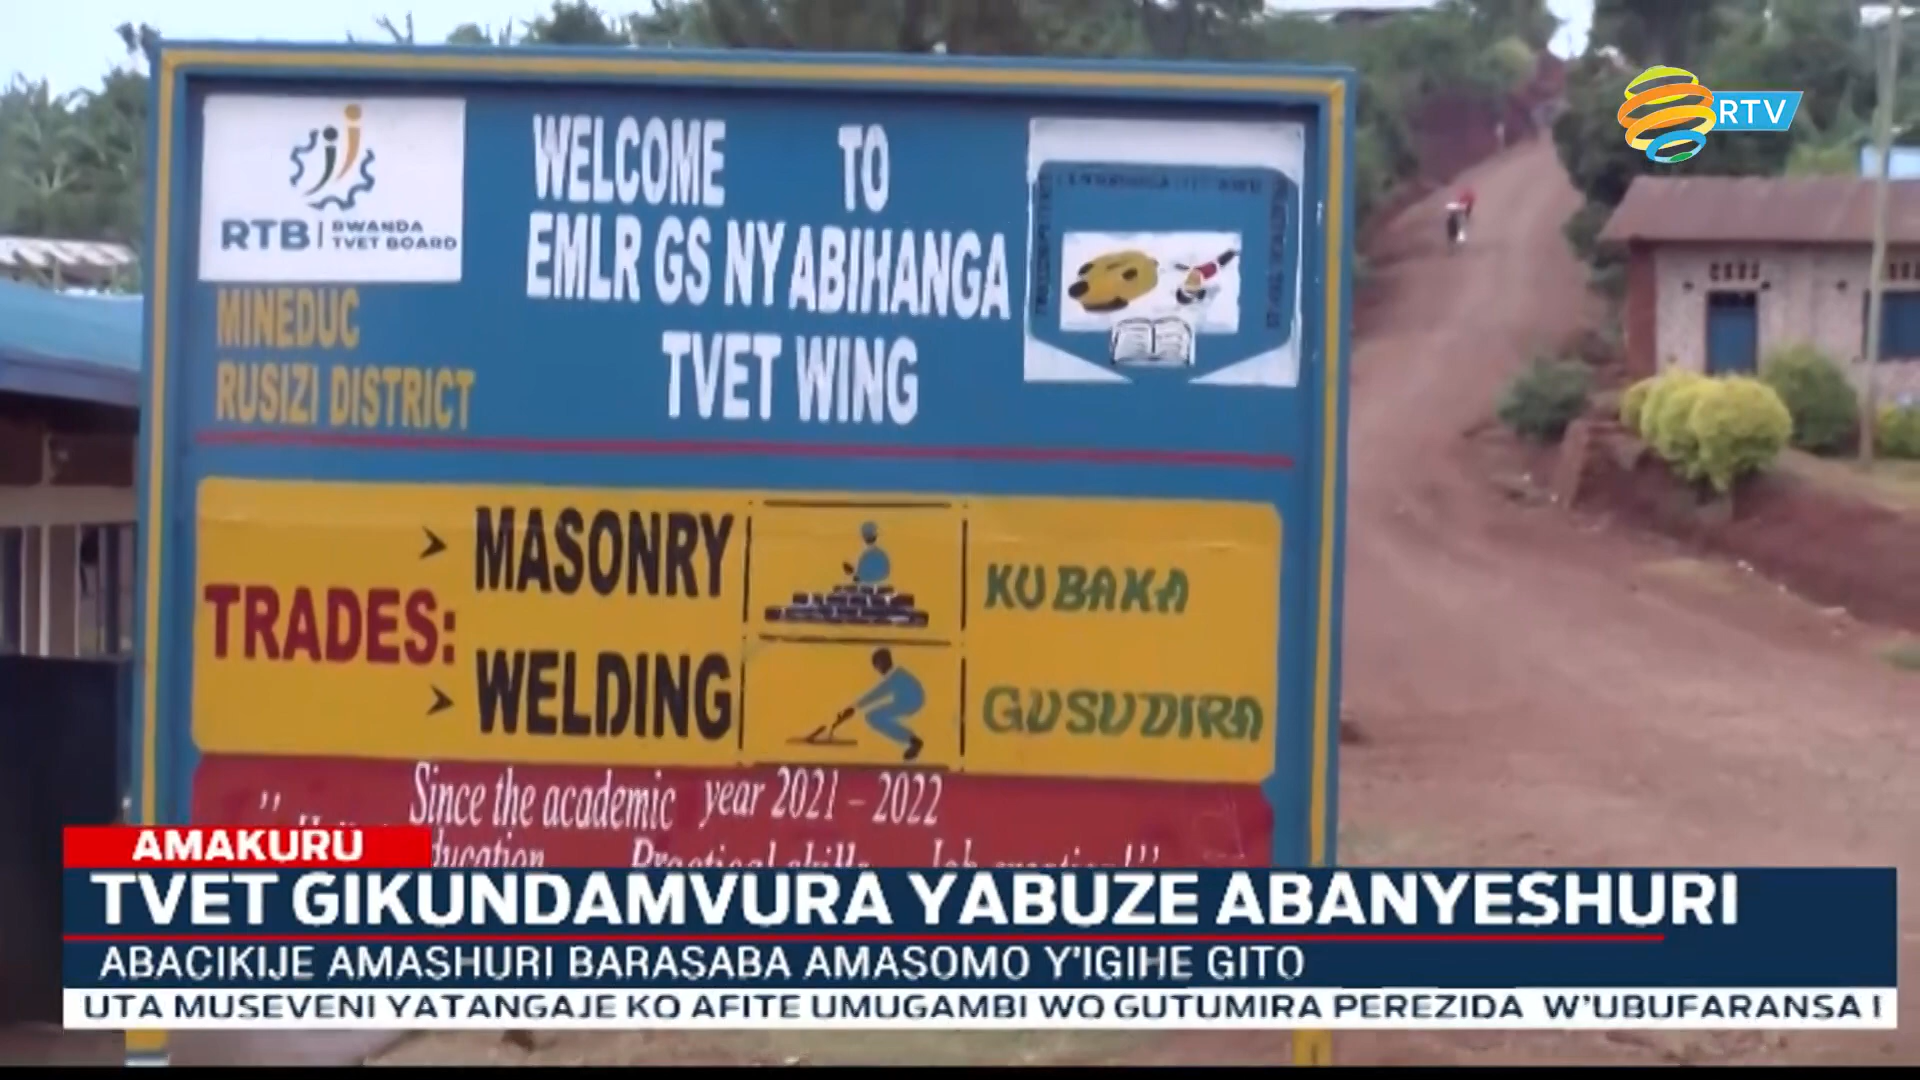 RTV
WELCOME TO
EMLR GS NYABIHANGA
TVET WING
RTB RWANDA
TVET BOARD
MINEDUC
RUSIZI DISTRICT
TRADES:
MASONRY
KUBAKA
WELDING
GUSUDIRA
Since the academic year 2021 - 2022
Practical skills
AMAKURU
TVET GIKUNDAMVURA YABUZE ABANYESHURI
ABACIKIJE AMASHURI BARASABA AMASOMO Y'IGIHE GITO
UTA MUSEVENI YATANGAJE KO AFITE UMUGAMBI WO GUTUMIRA PEREZIDA W'UBUFARANSA